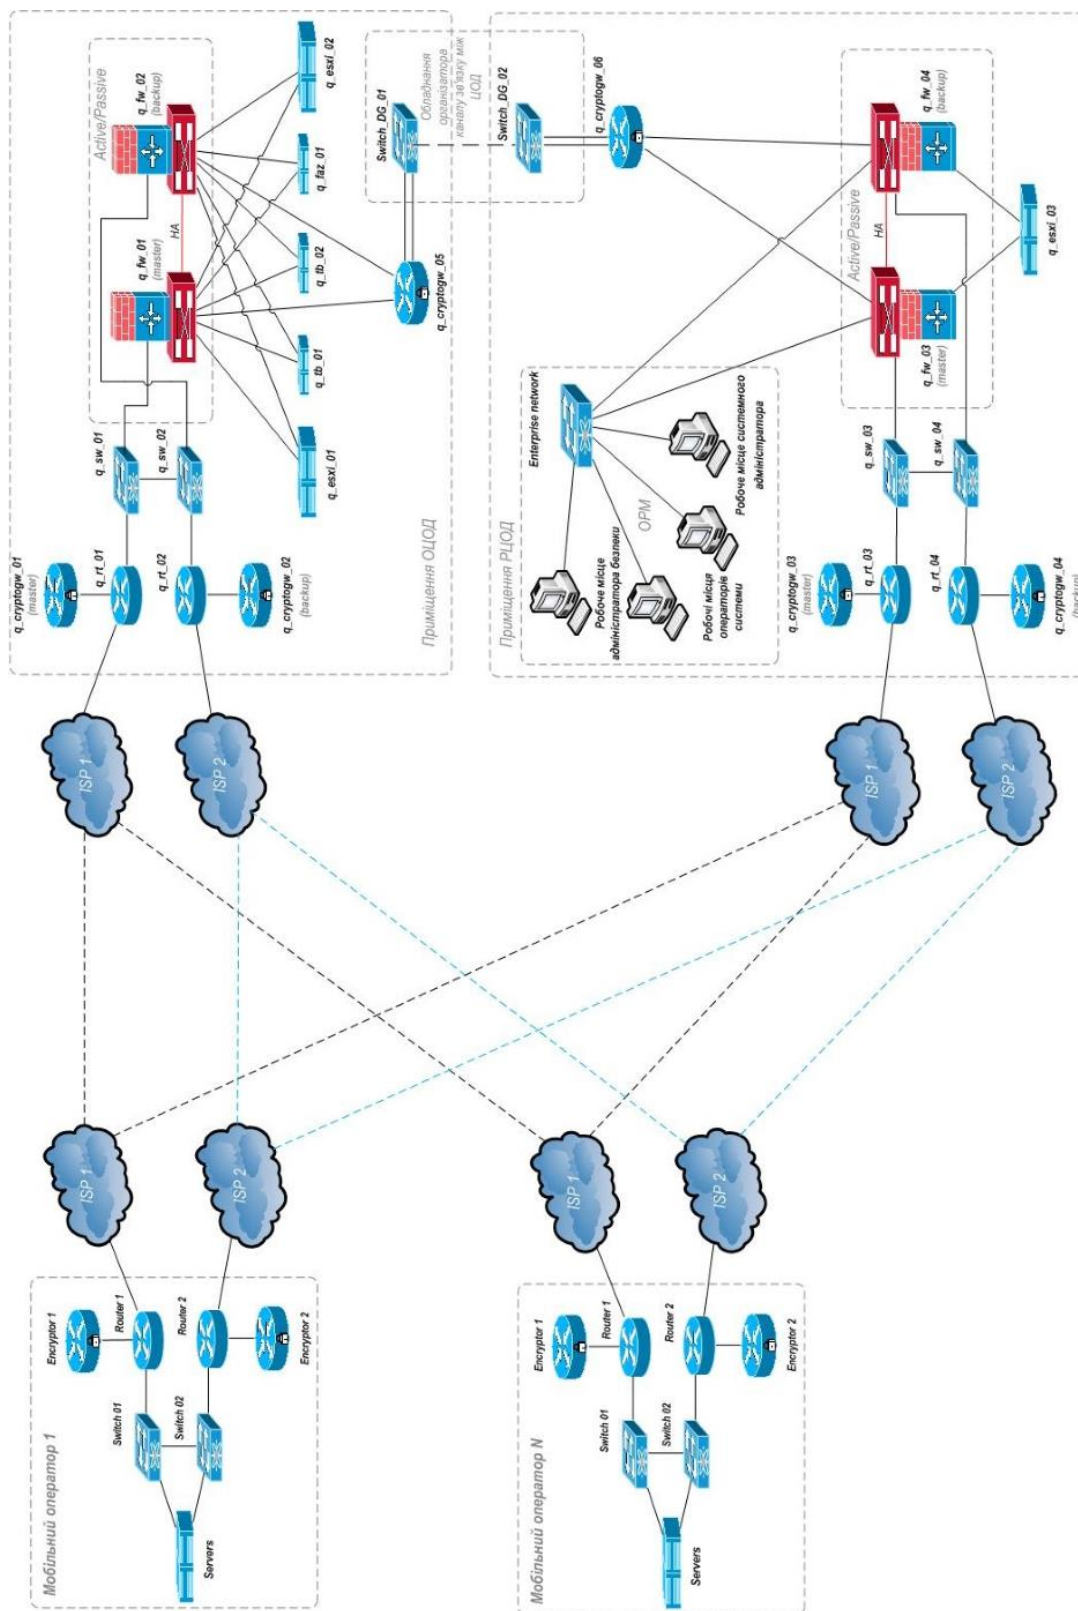 Мобільний оператор 1
Servers
Switch 01
Switch 02
Encryptor 1
Router 1
Router 2
Encryptor 2
ISP 1
ISP 2
Мобільний оператор N
Servers
Switch 01
Switch 02
Encryptor 1
Router 1
Router 2
Encryptor 2
ISP 1
ISP 2
ISP 1
ISP 2
ISP 1
ISP 2
Приміщення ОЦОД
q_cryptogw_01
(master)
q_rt_01
q_rt_02
q_cryptogw_02
(backup)
q_sw_01
q_sw_02
Active/Passive
q_fw_01
(master)
HA
q_fw_02
(backup)
q_esxi_01
q_tb_01
q_tb_02
q_faz_01
q_esxi_02
q_cryptogw_05
Switch_DG_01
Обладнання
організатора
каналу зв'язку між
ЦОД
Switch_DG_02
q_cryptogw_06
Приміщення РЦОД
Enterprise network
ОРМ
Робоче місце
адміністратора безпеки
Робочі місця
операторів
системи
Робоче місце системного
адміністратора
q_cryptogw_03
(master)
q_rt_03
q_rt_04
q_cryptogw_04
(backup)
q_sw_03
q_sw_04
Active/Passive
q_fw_03
(master)
HA
q_fw_04
(backup)
q_esxi_03